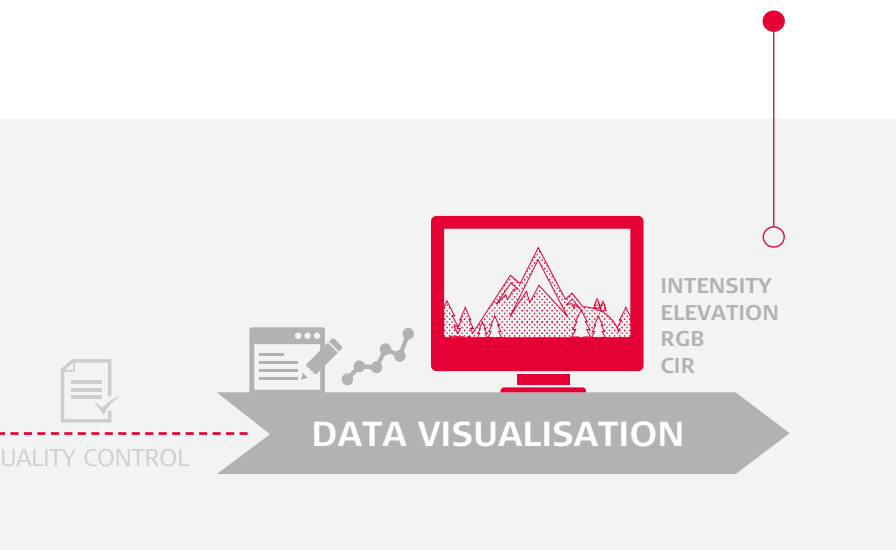 INTENSITY
ELEVATION
RGB
CIR
DATA VISUALISATION
UALITY CONTROL